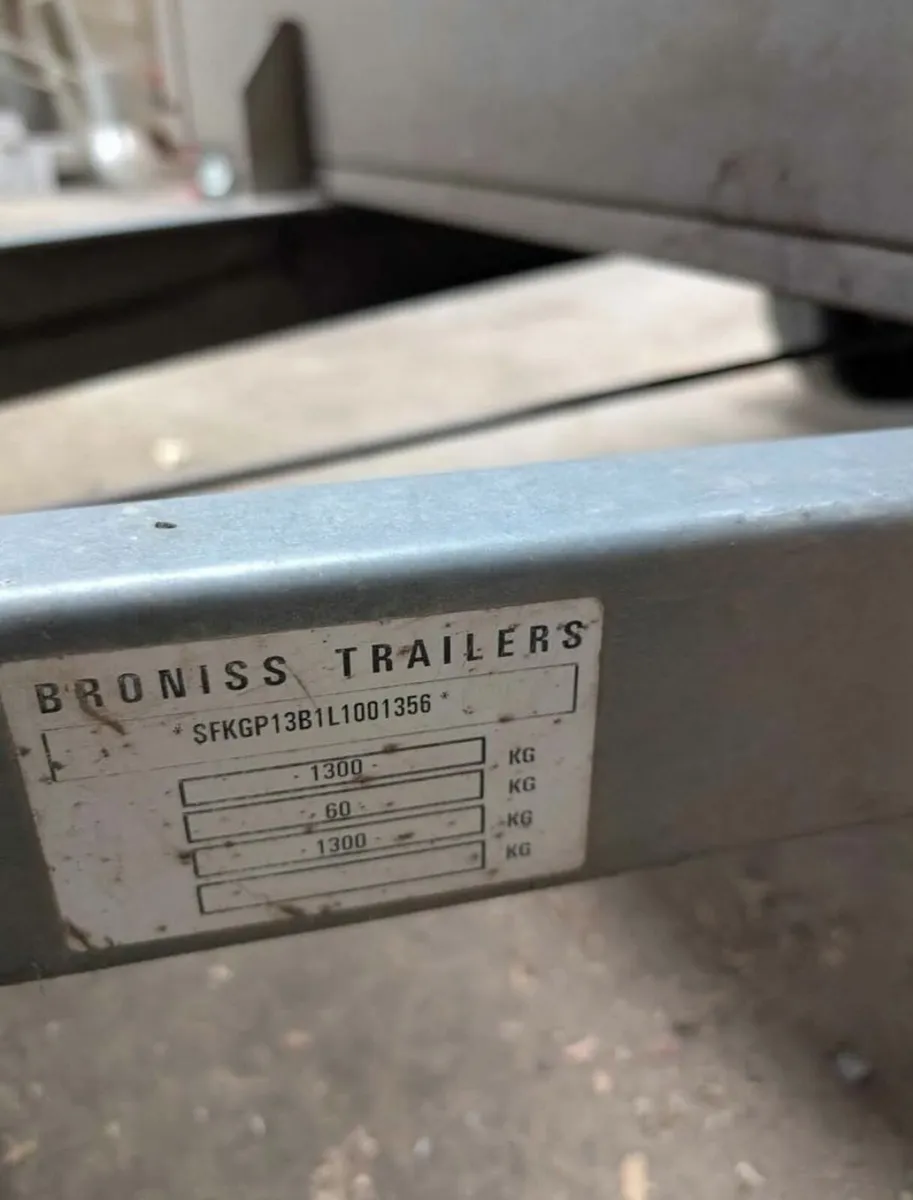 BRONISS TRAILERS
* SFKGP13B1L1001356 *
- 1300 - KG
- 60 - KG
- 1300 - KG
KG